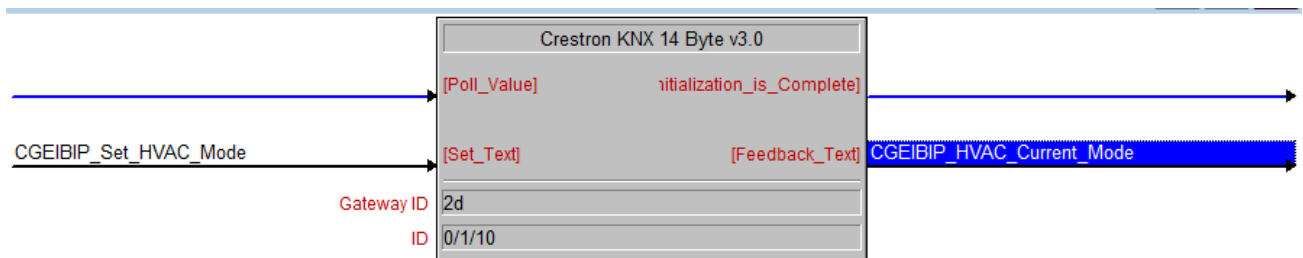 Crestron KNX 14 Byte v3.0
[Poll_Value] nitialization_is_Complete]
CGEIBIP_Set_HVAC_Mode [Set_Text] [Feedback_Text] CGEIBIP_HVAC_Current_Mode
Gateway ID 2d
ID 0/1/10